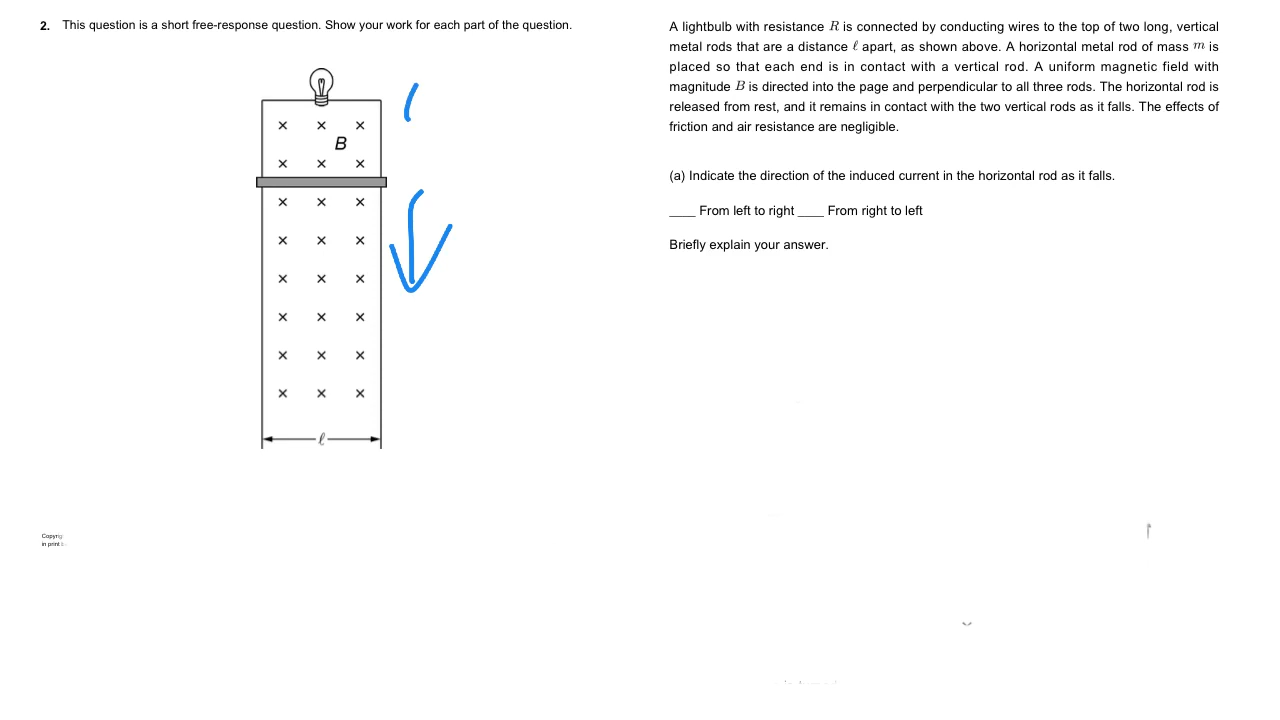 2. This question is a short free-response question. Show your work for each part of the question.
B
ℓ
in print
A lightbulb with resistance R is connected by conducting wires to the top of two long, vertical
metal rods that are a distance ℓ apart, as shown above. A horizontal metal rod of mass m is
placed so that each end is in contact with a vertical rod. A uniform magnetic field with
magnitude B is directed into the page and perpendicular to all three rods. The horizontal rod is
released from rest, and it remains in contact with the two vertical rods as it falls. The effects of
friction and air resistance are negligible.
(a) Indicate the direction of the induced current in the horizontal rod as it falls.
____ From left to right ____ From right to left
Briefly explain your answer.